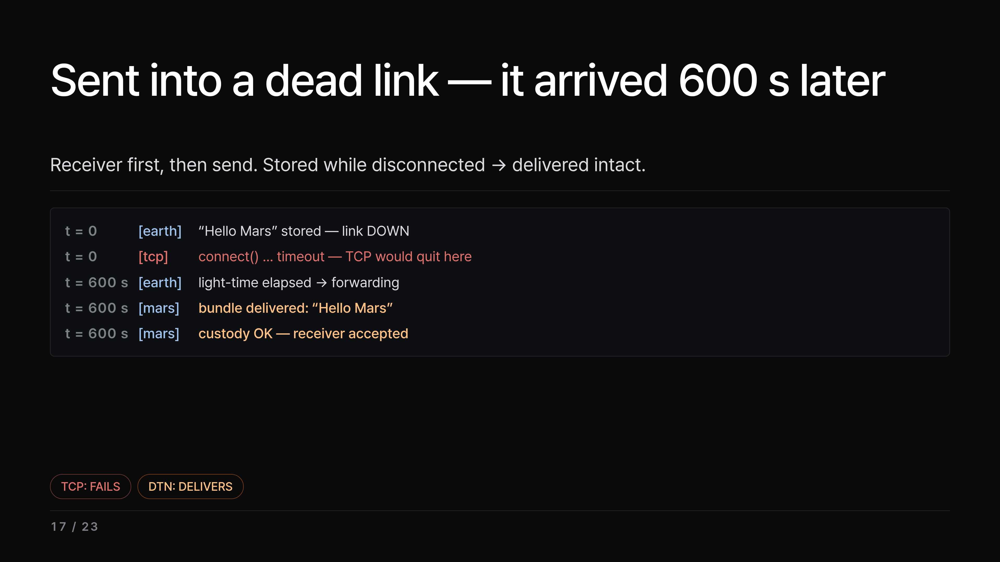 Sent into a dead link — it arrived 600 s later
Receiver first, then send. Stored while disconnected → delivered intact.
t = 0 [earth] “Hello Mars” stored — link DOWN
t = 0 [tcp] connect() … timeout — TCP would quit here
t = 600 s [earth] light-time elapsed → forwarding
t = 600 s [mars] bundle delivered: “Hello Mars”
t = 600 s [mars] custody OK — receiver accepted
TCP: FAILS DTN: DELIVERS
17 / 23